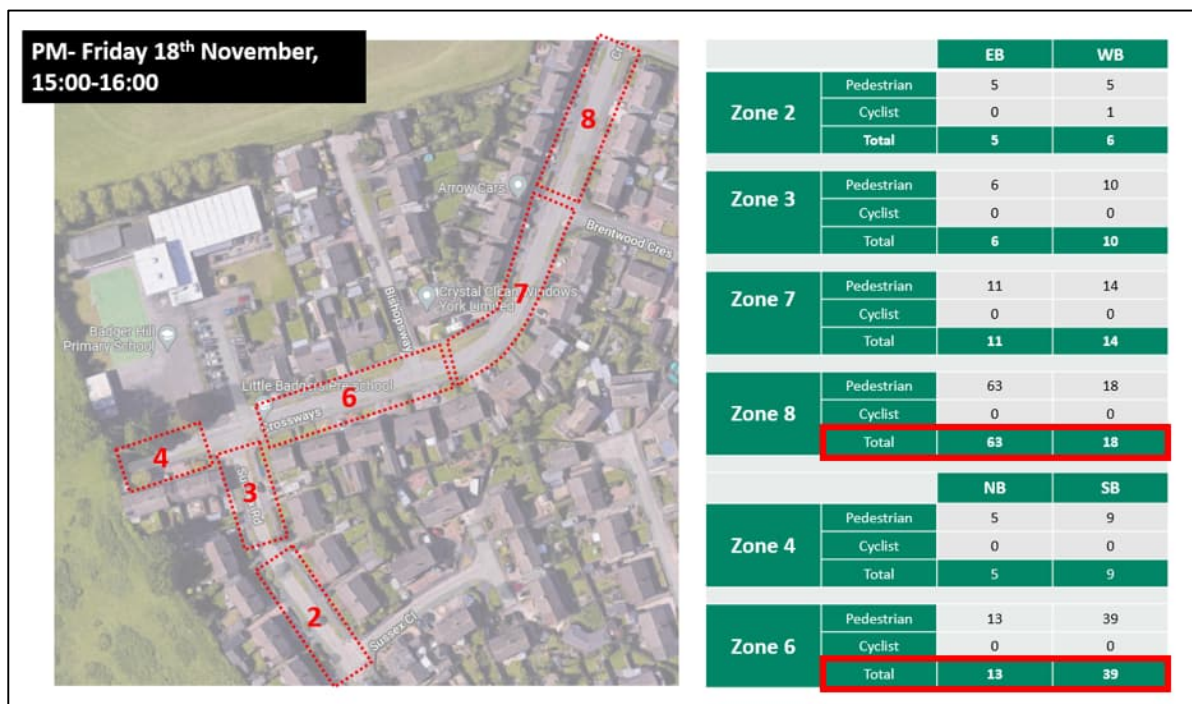 PM- Friday 18th November,
15:00-16:00
8
Arrow Cars
Brentwood Cres
Bishopsway
Crystal Clean Windows
York Limited
7
Badger Hill
Primary School
Little Badgers Pre school
6
Crossways
4
3
Rd
2
Sussex Cl
EB WB
Zone 2
Pedestrian 5 5
Cyclist 0 1
Total 5 6
Zone 3
Pedestrian 6 10
Cyclist 0 0
Total 6 10
Zone 7
Pedestrian 11 14
Cyclist 0 0
Total 11 14
Zone 8
Pedestrian 63 18
Cyclist 0 0
Total 63 18
NB SB
Zone 4
Pedestrian 5 9
Cyclist 0 0
Total 5 9
Zone 6
Pedestrian 13 39
Cyclist 0 0
Total 13 39